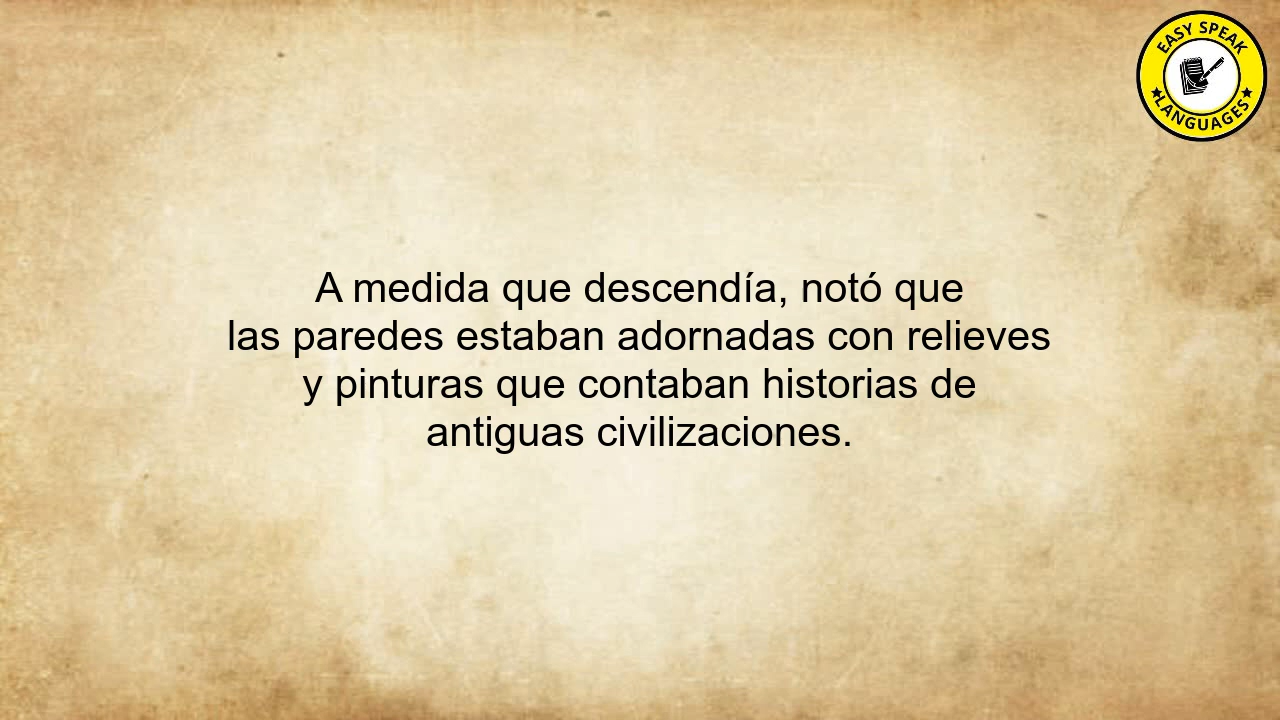 EASY SPEAK
LANGUAGES
A medida que descendía, notó que
las paredes estaban adornadas con relieves
y pinturas que contaban historias de
antiguas civilizaciones.